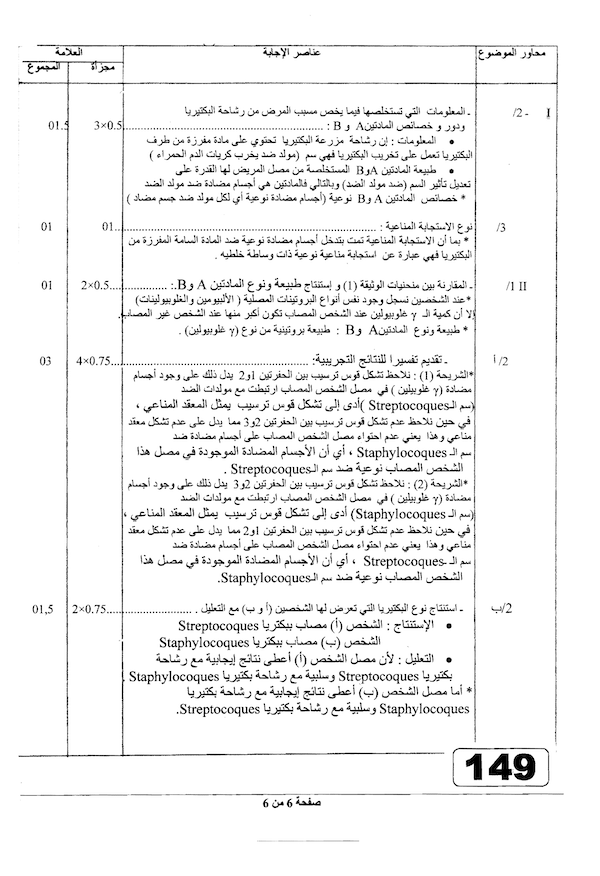 محاور الموضوع عناصر الإجابة العلامة
مجزأة المجموع
I - 2/ ـ المعلومات التي تستخلصها فيما يخص مسبب المرض من رشاحة البكتيريا
ودور و خصائص المادتين A و B : .............................. 3×0.5 01.5
• المعلومات : إن رشاحة مزرعة البكتيريا تحتوي على مادة مفرزة من طرف
البكتيريا تعمل على تخريب البكتيريا فهي سم (مولد ضد يخرب كريات الدم الحمراء )
• طبيعة المادتين A و B المستخلصة من مصل المريض لها القدرة على
تعديل تأثير السم (ضد مولد الضد) وبالتالي فالمادتين هي أجسام مضادة ضد مولد الضد
* خصائص المادتين A و B نوعية (أجسام مضادة نوعية أي لكل مولد ضد جسم مضاد )
3/ نوع الاستجابة المناعية : .............................. 01 01
* بما أن الاستجابة المناعية تمت بتدخل أجسام مضادة نوعية ضد المادة السامة المفرزة من
البكتيريا فهي عبارة عن استجابة مناعية نوعية ذات وساطة خلطيه .
II 1/ ـ المقارنة بين منحنيات الوثيقة (1) و إستنتاج طبيعة ونوع المادتين A و B.: .............. 2×0.5 01
*عند الشخصين نسجل وجود نفس أنواع البروتينات المصلية ( الألبيومين والغلوبيولينات)
إلا أن كمية الـ γ غلوبيولين عند الشخص المصاب تكون أكبر منها عند الشخص غير المصاب
* طبيعة ونوع المادتين A و B : طبيعة بروتينية من نوع (γ غلوبيولين) .
2/أ ـ تقديم تفسيرا للنتائج التجريبية: .............................. 4×0.75 03
*الشريحة (1) : نلاحظ تشكل قوس ترسيب بين الحفرتين 1و2 يدل ذلك على وجود أجسام
مضادة (γ غلوبيلين ) في مصل الشخص المصاب ارتبطت مع مولدات الضد
(سم الـ Streptocoques )أدى إلى تشكل قوس ترسيب يمثل المعقد المناعي ،
في حين نلاحظ عدم تشكل قوس ترسيب بين الحفرتين 2و3 مما يدل على عدم تشكل معقد
مناعي وهذا يعني عدم احتواء مصل الشخص المصاب على أجسام مضادة ضد
سم الـ Staphylocoques ، أي أن الأجسام المضادة الموجودة في مصل هذا
الشخص المصاب نوعية ضد سم الـStreptocoques .
*الشريحة (2) : نلاحظ تشكل قوس ترسيب بين الحفرتين 2و3 يدل ذلك على وجود أجسام
مضادة (γ غلوبيلين ) في مصل الشخص المصاب ارتبطت مع مولدات الضد
(سم الـ Staphylocoques) أدى إلى تشكل قوس ترسيب يمثل المعقد المناعي ،
في حين نلاحظ عدم تشكل قوس ترسيب بين الحفرتين 1و2 مما يدل على عدم تشكل معقد
مناعي وهذا يعني عدم احتواء مصل الشخص المصاب على أجسام مضادة ضد
سم الـ Streptocoques ، أي أن الأجسام المضادة الموجودة في مصل هذا
الشخص المصاب نوعية ضد سم الـStaphylocoques.
2/ب ـ استنتاج نوع البكتيريا التي تعرض لها الشخصين (أ و ب) مع التعليل .................... 2×0.75 01,5
• الإستنتاج : الشخص (أ) مصاب ببكتريا Streptocoques
الشخص (ب) مصاب ببكتريا Staphylocoques
• التعليل : لأن مصل الشخص (أ) أعطى نتائج إيجابية مع رشاحة
بكتيريا Streptocoques وسلبية مع رشاحة بكتيريا Staphylocoques
* أما مصل الشخص (ب) أعطى نتائج إيجابية مع رشاحة بكتيريا
Staphylocoques وسلبية مع رشاحة بكتيريا Streptocoques.
149
صفحة 6 من 6